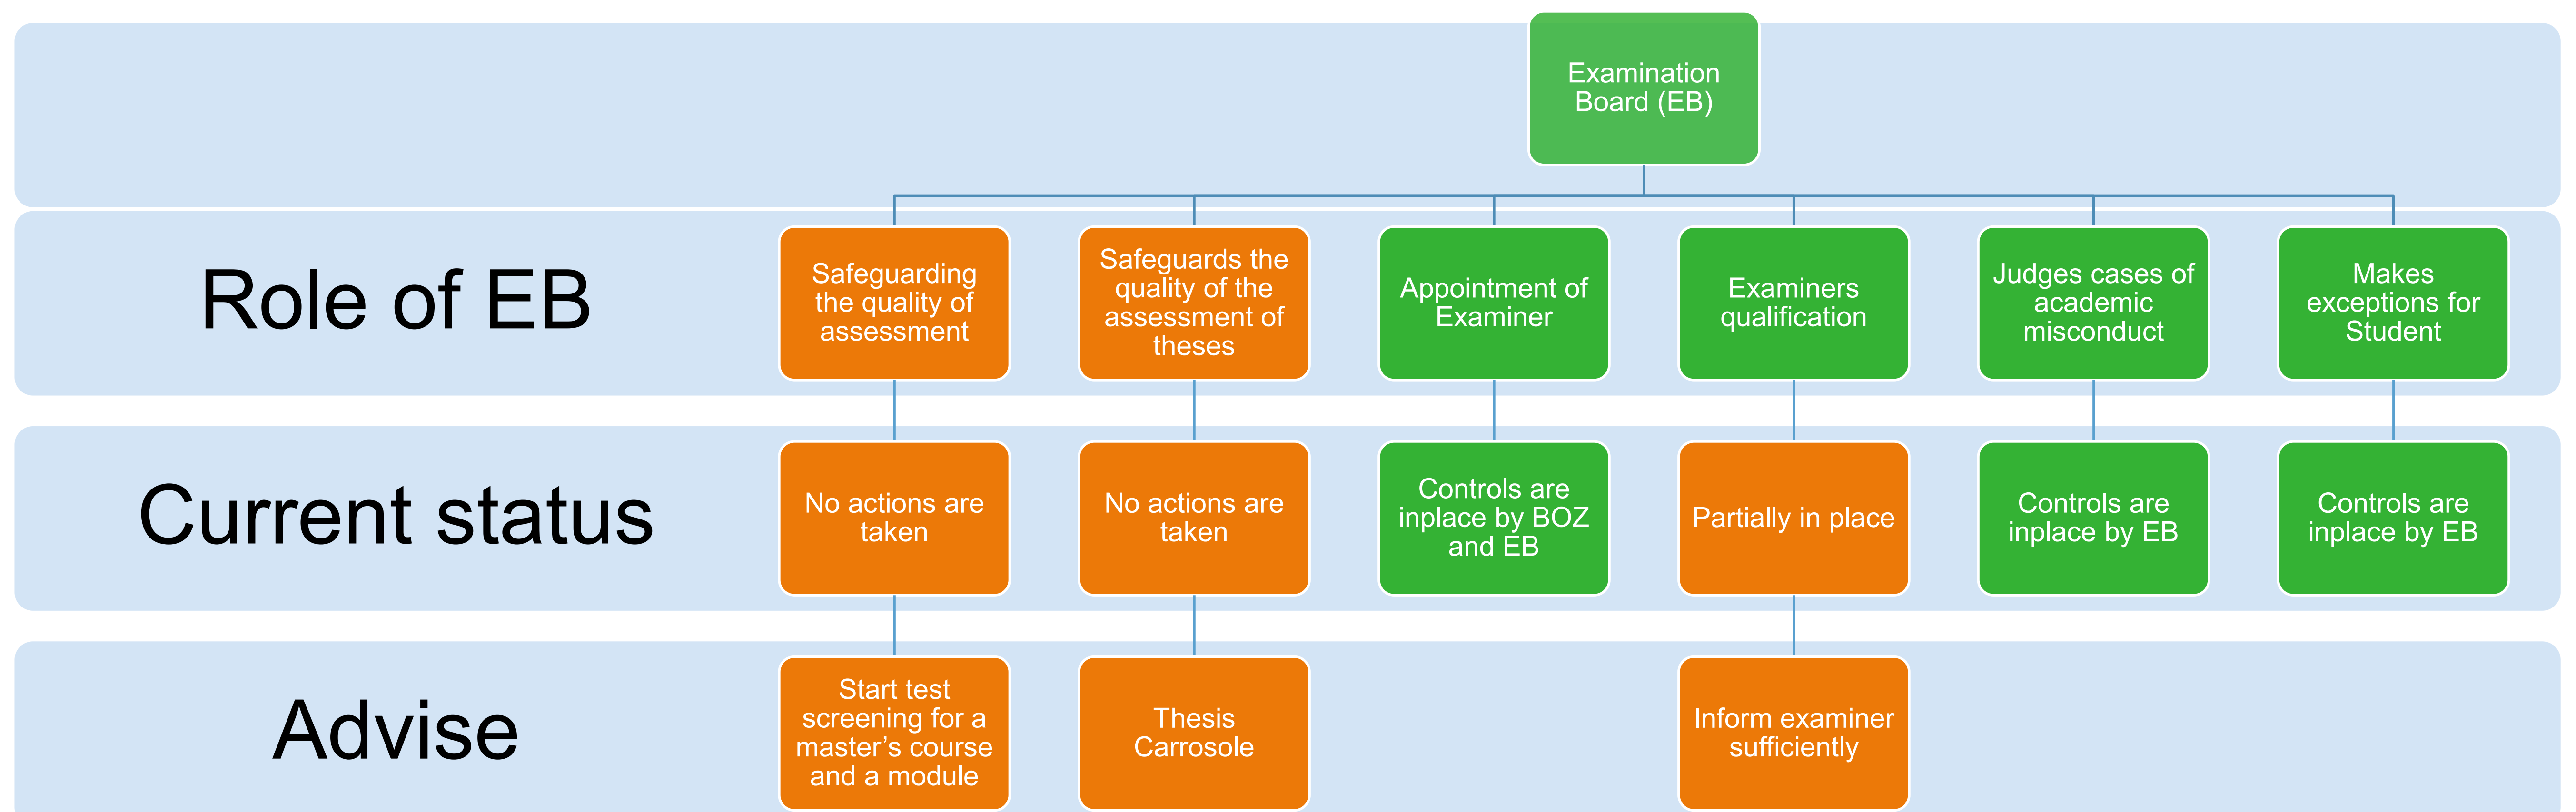 Examination
Board (EB)
Role of EB
Safeguarding
the quality of
assessment
Safeguards the
quality of the
assessment of
theses
Appointment of
Examiner
Examiners
qualification
Judges cases of
academic
misconduct
Makes
exceptions for
Student
Current status
No actions are
taken
No actions are
taken
Controls are
inplace by BOZ
and EB
Partially in place
Controls are
inplace by EB
Controls are
inplace by EB
Advise
Start test
screening for a
master’s course
and a module
Thesis
Carrosole
Inform examiner
sufficiently